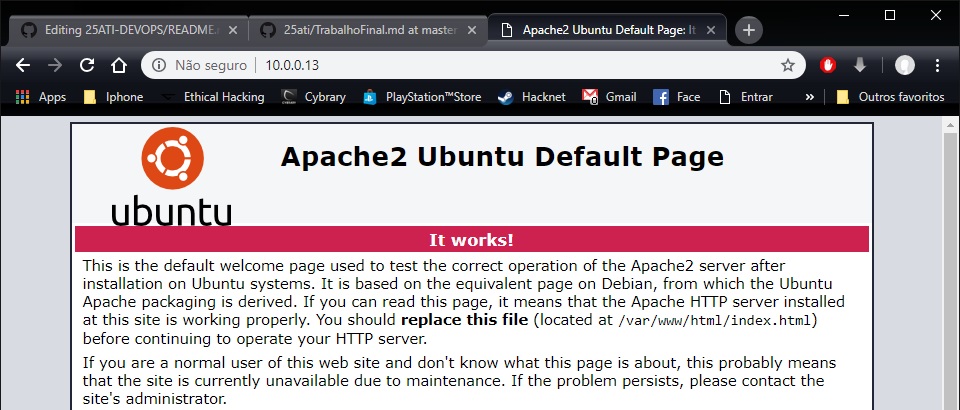 Editing 25ATI-DEVOPS/README.
25ati/TrabalhoFinal.md at master
Apache2 Ubuntu Default Page: It
Não seguro
10.0.0.13
Apps
Iphone
Ethical Hacking
Cybrary
PlayStation™Store
Hacknet
Gmail
Face
Entrar
»
Outros favoritos
ubuntu
Apache2 Ubuntu Default Page
It works!
This is the default welcome page used to test the correct operation of the Apache2 server after
installation on Ubuntu systems. It is based on the equivalent page on Debian, from which the Ubuntu
Apache packaging is derived. If you can read this page, it means that the Apache HTTP server installed
at this site is working properly. You should replace this file (located at /var/www/html/index.html)
before continuing to operate your HTTP server.
If you are a normal user of this web site and don't know what this page is about, this probably means
that the site is currently unavailable due to maintenance. If the problem persists, please contact the
site's administrator.